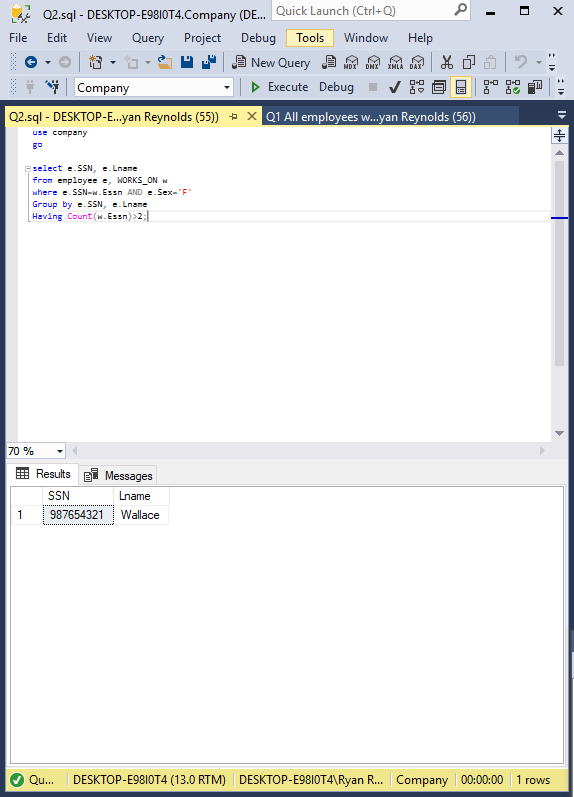 Q2.sql - DESKTOP-E98I0T4.Company (DE...
Quick Launch (Ctrl+Q)
File Edit View Query Project Debug Tools Window Help
New Query MDX DMX XMLA DAX
Company Execute Debug
Q2.sql - DESKTOP-E...yan Reynolds (55)) Q1 All employees w...yan Reynolds (56))
use company
go
select e.SSN, e.Lname
from employee e, WORKS_ON w
where e.SSN=w.Essn AND e.Sex='F'
Group by e.SSN, e.Lname
Having Count(w.Essn)>2;
70 %
Results Messages
SSN Lname
1 987654321 Wallace
Qu... DESKTOP-E98I0T4 (13.0 RTM) DESKTOP-E98I0T4\Ryan R... Company 00:00:00 1 rows